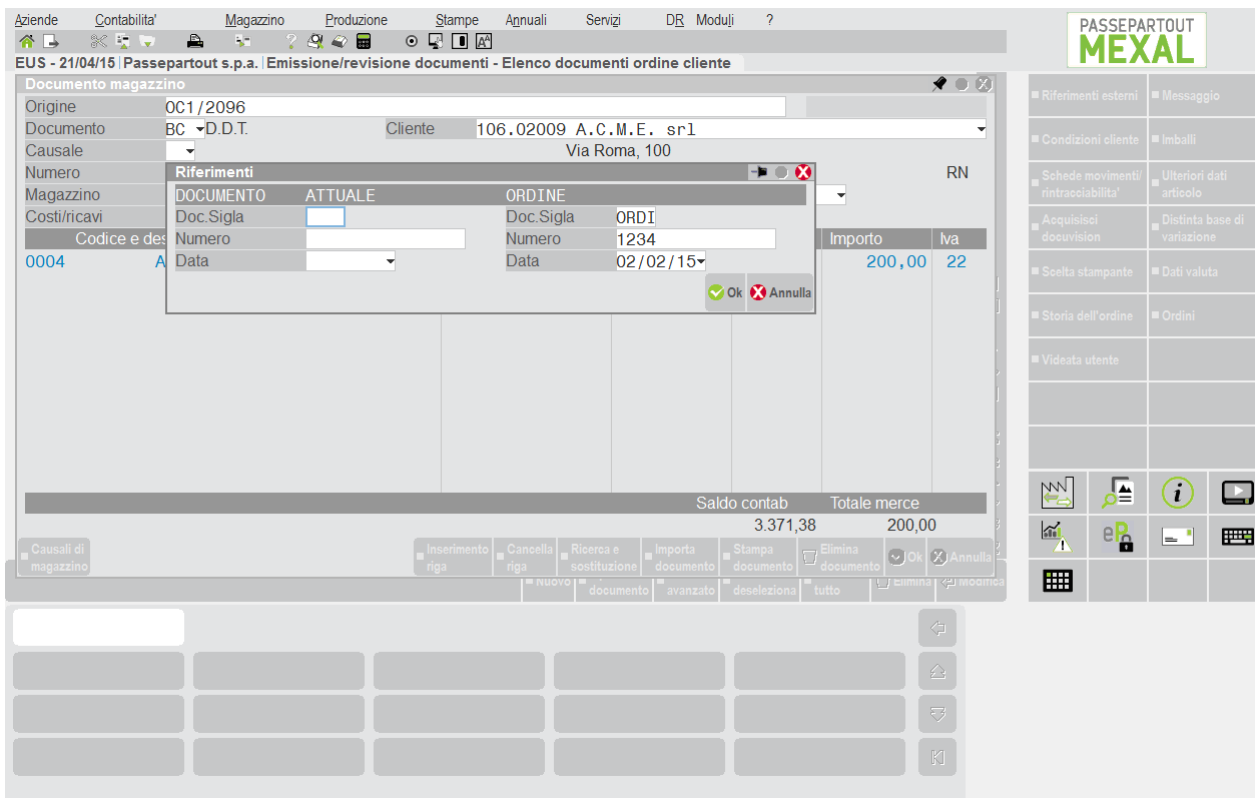 Aziende Contabilita' Magazzino Produzione Stampe Annuali Servizi DR Moduli ?
PASSEPARTOUT
MEXAL
EUS - 21/04/15 Passepartout s.p.a. Emissione/revisione documenti - Elenco documenti ordine cliente
Documento magazzino
Origine OC1/2096
Documento BC D.D.T. Cliente 106.02009 A.C.M.E. srl
Causale Via Roma, 100
Numero RN
Magazzino
Costi/ricavi
Codice e des Importo Iva
0004 A 200,00 22
Riferimenti
DOCUMENTO ATTUALE ORDINE
Doc.Sigla Doc.Sigla ORDI
Numero Numero 1234
Data Data 02/02/15
Ok Annulla
Saldo contab Totale merce
3.371,38 200,00
Causali di magazzino
Inserimento riga
Cancella riga
Ricerca e sostituzione
Importa documento
Stampa documento
Elimina documento
Ok Annulla
Nuovo documento avanzato deseleziona tutto Elimina Modifica
Riferimenti esterni Messaggio
Condizioni cliente Imballi
Schede movimenti/ Ulteriori dati
rintracciabilita' articolo
Acquisisci Distinta base di
docuvision variazione
Scelta stampante Dati valuta
Storia dell'ordine Ordini
Videata utente